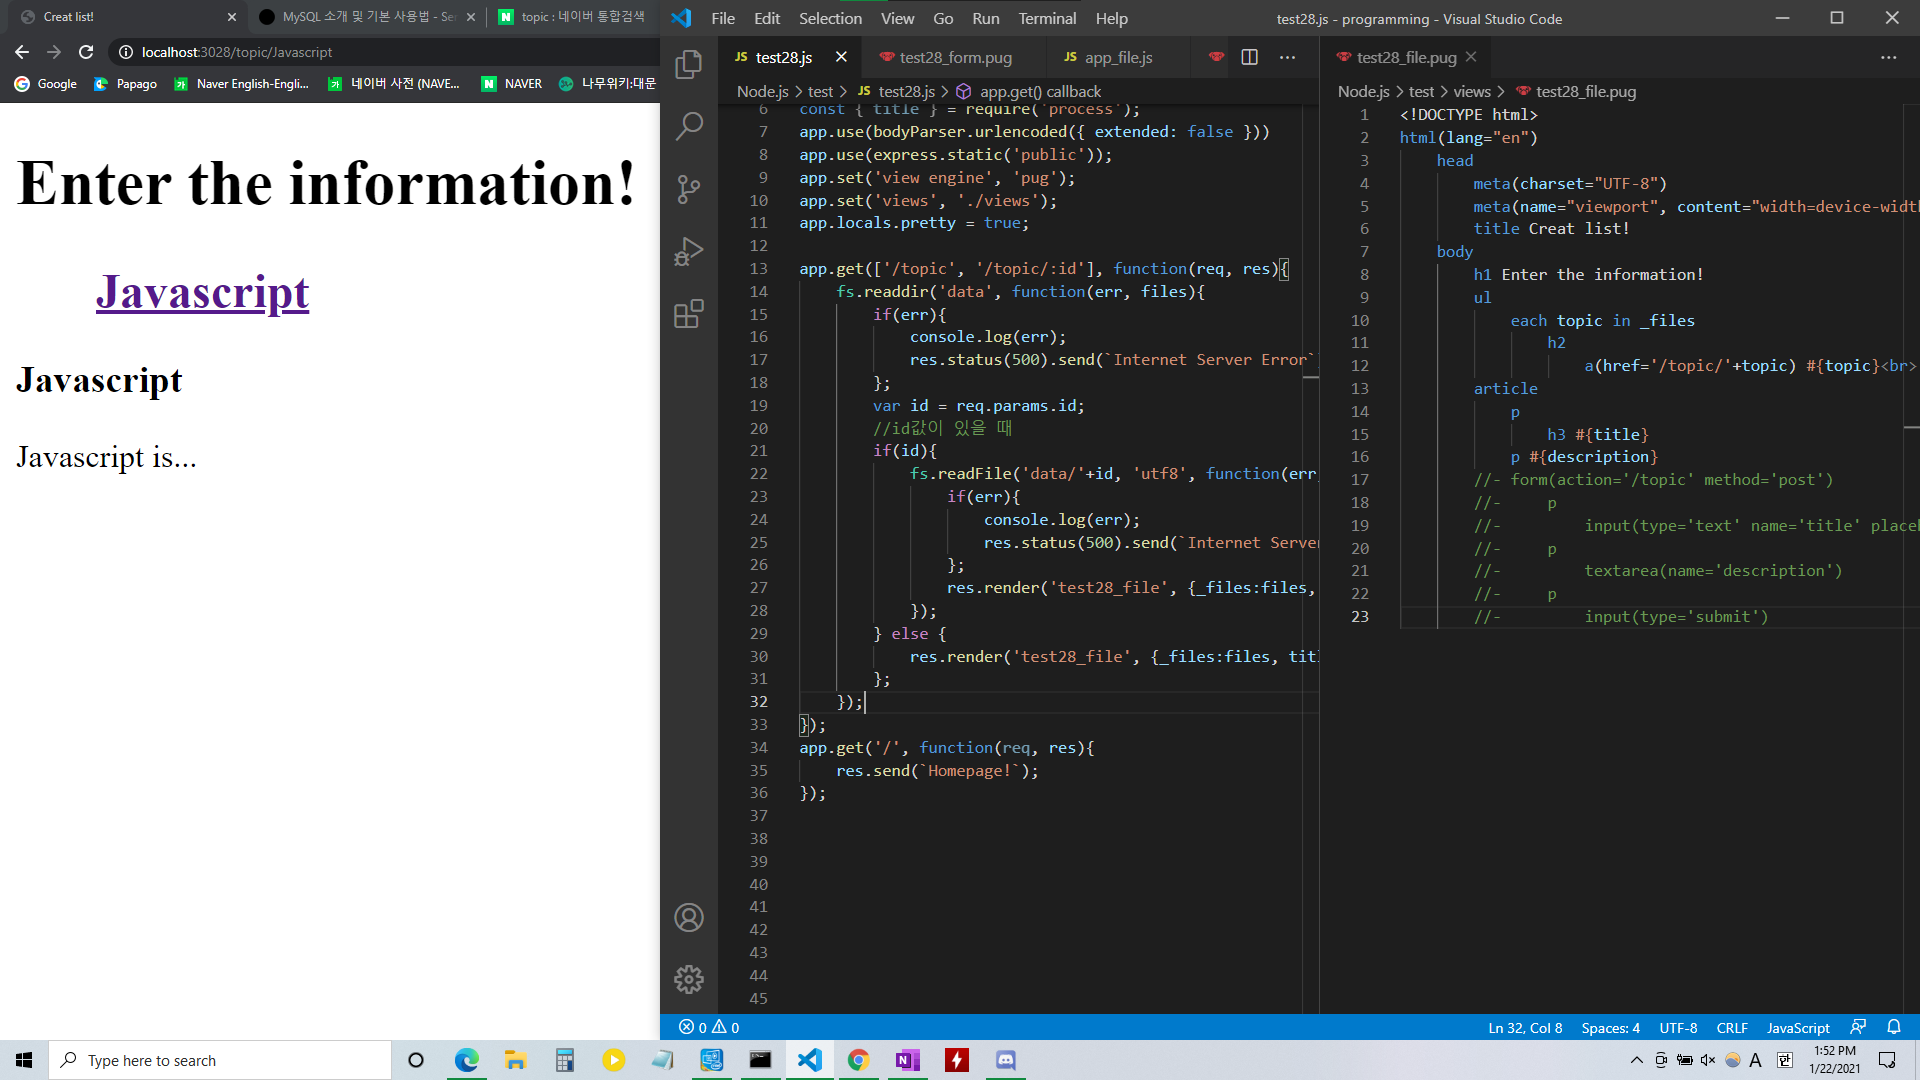 Creat list!
MySQL 소개 및 기본 사용법 - Ser
topic : 네이버 통합검색
localhost:3028/topic/Javascript
Google
Papago
Naver English-Engli...
네이버 사전 (NAVE...
NAVER
나무위키:대문
Enter the information!
Javascript
Javascript
Javascript is...
File Edit Selection View Go Run Terminal Help
test28.js - programming - Visual Studio Code
JS test28.js
test28_form.pug
JS app_file.js
Node.js > test > JS test28.js > app.get() callback
6 const { title } = require('process');
7 app.use(bodyParser.urlencoded({ extended: false }))
8 app.use(express.static('public'));
9 app.set('view engine', 'pug');
10 app.set('views', './views');
11 app.locals.pretty = true;
12
13 app.get(['/topic', '/topic/:id'], function(req, res){
14 fs.readdir('data', function(err, files){
15 if(err){
16 console.log(err);
17 res.status(500).send(`Internet Server Error`
18 };
19 var id = req.params.id;
20 //id값이 있을 때
21 if(id){
22 fs.readFile('data/'+id, 'utf8', function(err
23 if(err){
24 console.log(err);
25 res.status(500).send(`Internet Serve
26 };
27 res.render('test28_file', {_files:files,
28 });
29 } else {
30 res.render('test28_file', {_files:files, tit
31 };
32 });
33 });
34 app.get('/', function(req, res){
35 res.send(`Homepage!`);
36 });
37
38
39
40
41
42
43
44
45
test28_file.pug
Node.js > test > views > test28_file.pug
1 <!DOCTYPE html>
2 html(lang="en")
3 head
4 meta(charset="UTF-8")
5 meta(name="viewport", content="width=device-widt
6 title Creat list!
7 body
8 h1 Enter the information!
9 ul
10 each topic in _files
11 h2
12 a(href='/topic/'+topic) #{topic}<br>
13 article
14 p
15 h3 #{title}
16 p #{description}
17 //- form(action='/topic' method='post')
18 //- p
19 //- input(type='text' name='title' place
20 //- p
21 //- textarea(name='description')
22 //- p
23 //- input(type='submit')
0 0
Ln 32, Col 8 Spaces: 4 UTF-8 CRLF JavaScript
Type here to search
A 한
1:52 PM
1/22/2021